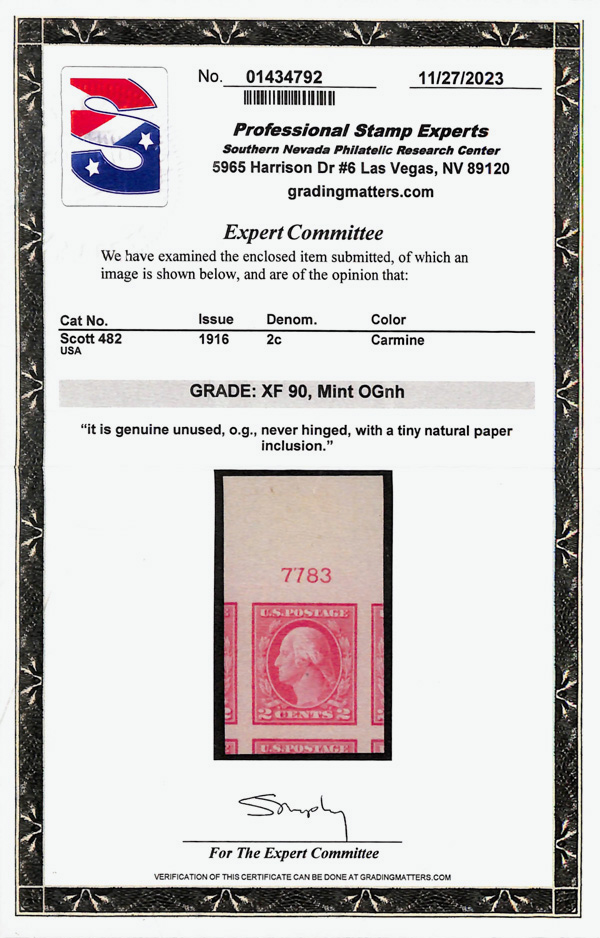 No. 01434792 11/27/2023
Professional Stamp Experts
Southern Nevada Philatelic Research Center
5965 Harrison Dr #6 Las Vegas, NV 89120
gradingmatters.com
Expert Committee
We have examined the enclosed item submitted, of which an
image is shown below, and are of the opinion that:
Cat No. Issue Denom. Color
Scott 482 1916 2c Carmine
USA
GRADE: XF 90, Mint OGnh
“it is genuine unused, o.g., never hinged, with a tiny natural paper
inclusion.”
7783
U.S. POSTAGE
2 CENTS 2
U.S. POSTAGE
For The Expert Committee
VERIFICATION OF THIS CERTIFICATE CAN BE DONE AT GRADINGMATTERS.COM